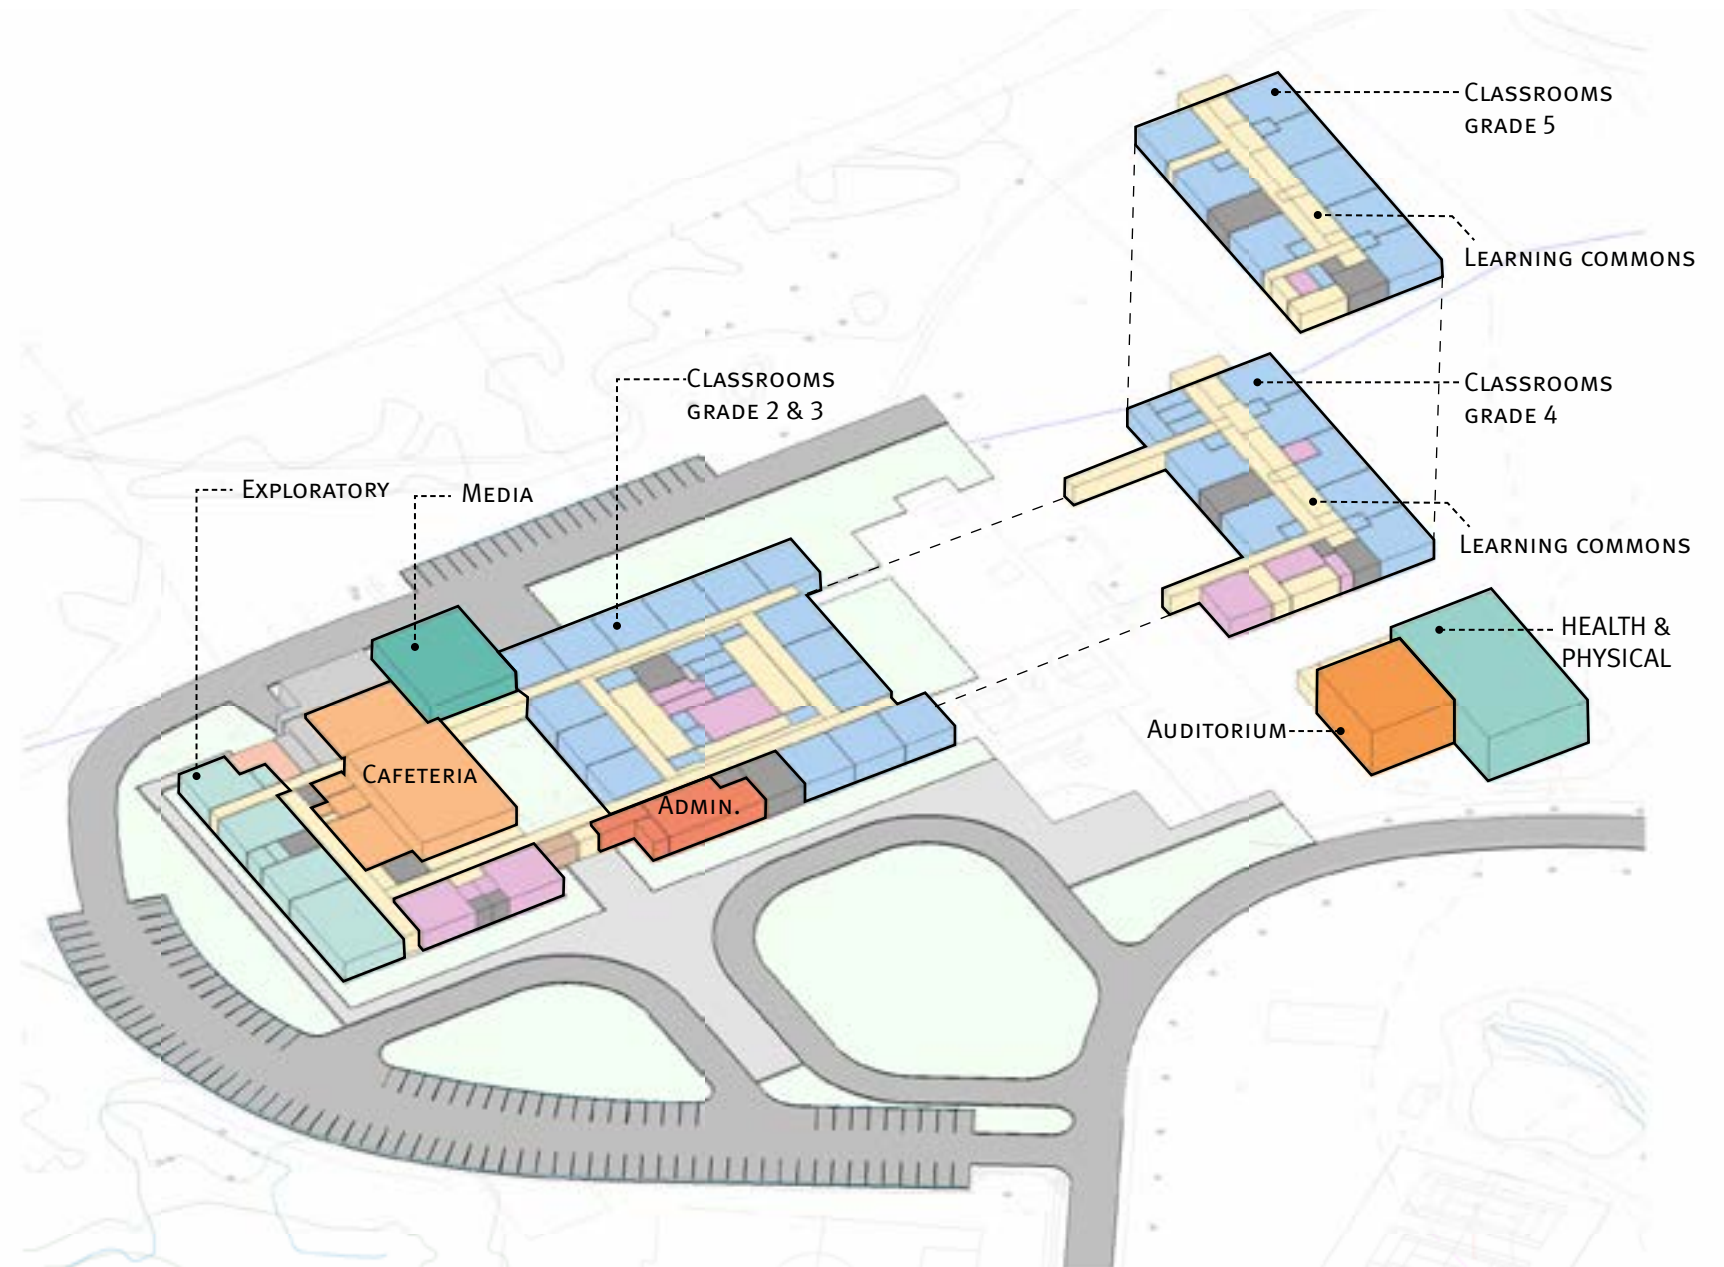 Classrooms
grade 5
Learning commons
Classrooms
grade 2 & 3
Classrooms
grade 4
Exploratory
Media
Learning commons
HEALTH &
PHYSICAL
Auditorium
Cafeteria
Admin.